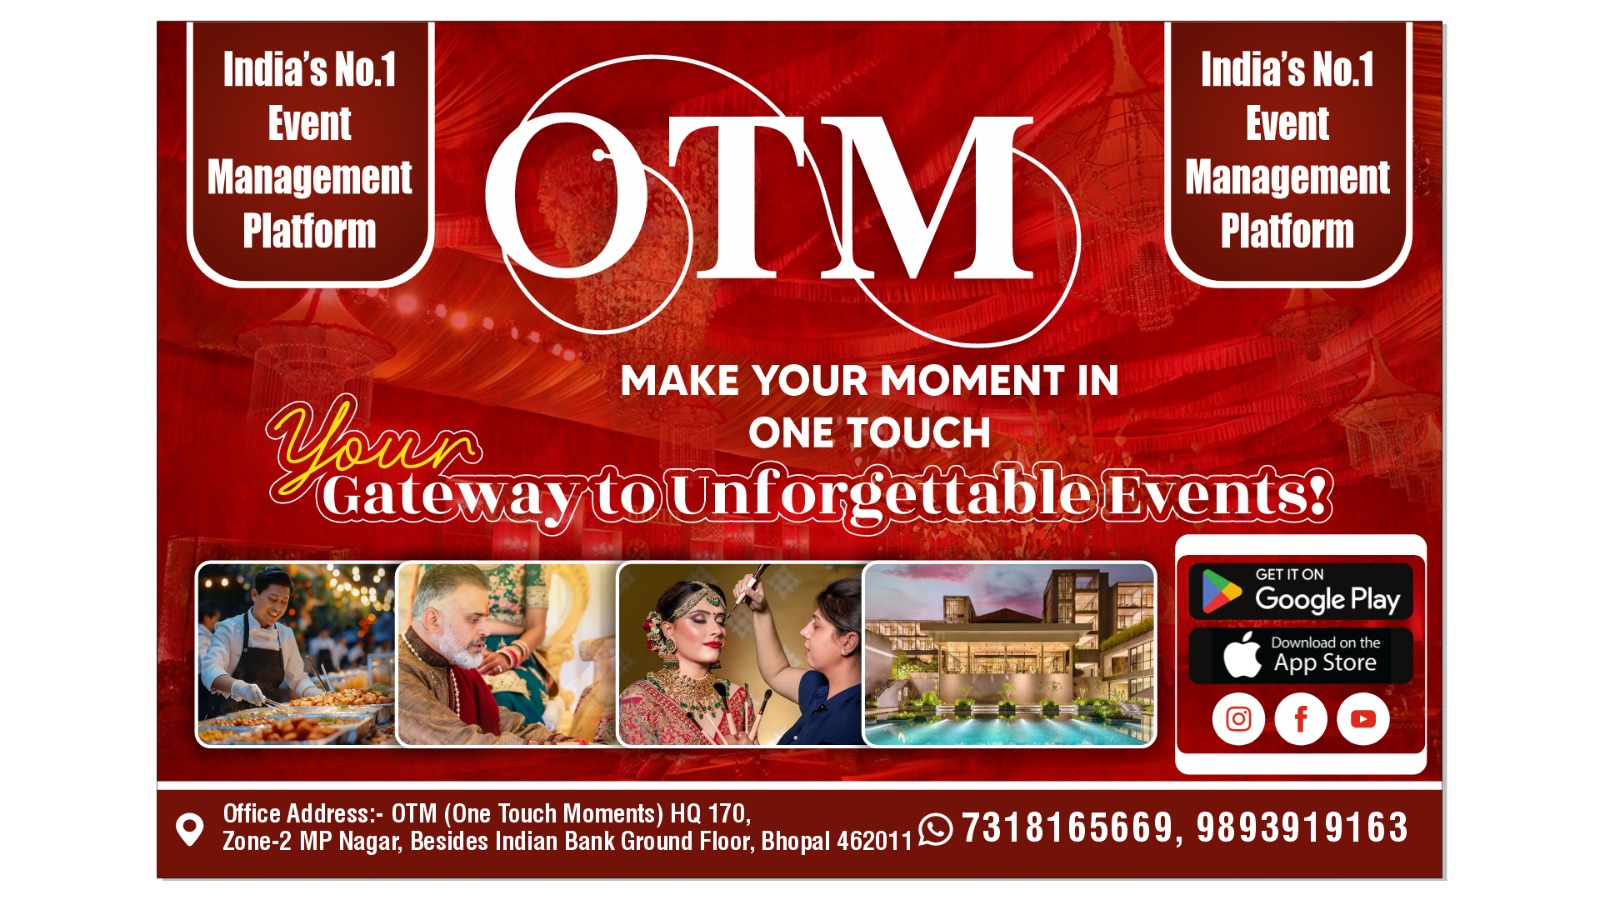 India's No.1
Event
Management
Platform
OTM
India's No.1
Event
Management
Platform
MAKE YOUR MOMENT IN
ONE TOUCH
Your
Gateway to Unforgettable Events!
GET IT ON
Google Play
Download on the
App Store
Office Address:- OTM (One Touch Moments) HQ 170,
Zone-2 MP Nagar, Besides Indian Bank Ground Floor, Bhopal 462011
7318165669, 9893919163